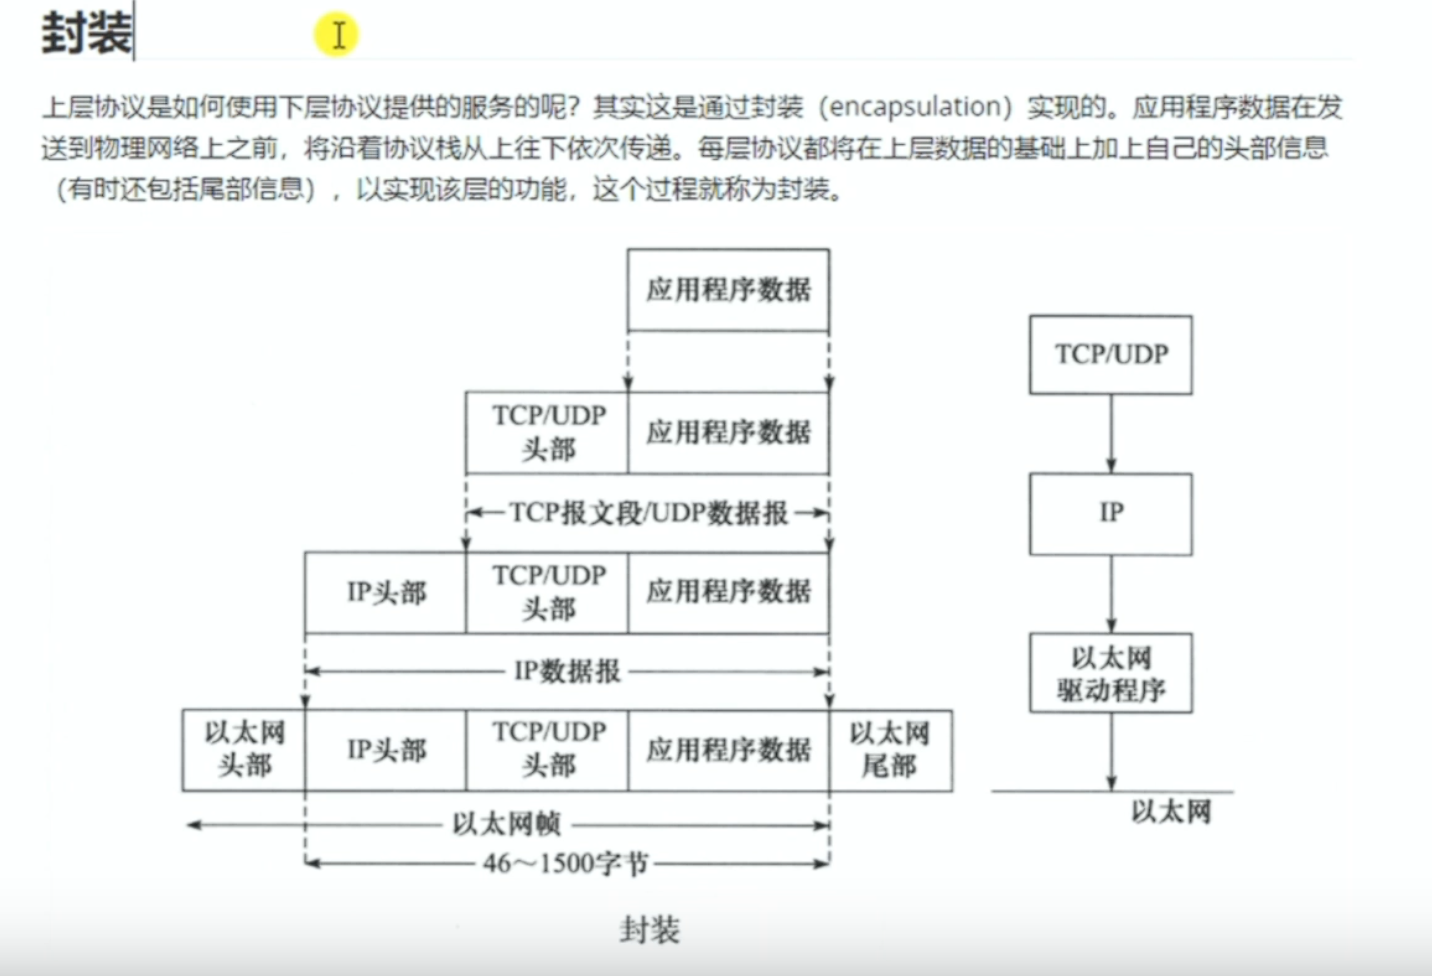 封装
上层协议是如何使用下层协议提供的服务的呢？其实这是通过封装（encapsulation）实现的。应用程序数据在发
送到物理网络上之前，将沿着协议栈从上往下依次传递。每层协议都将在上层数据的基础上加上自己的头部信息
（有时还包括尾部信息），以实现该层的功能，这个过程就称为封装。
应用程序数据
TCP/UDP
头部
应用程序数据
TCP报文段/UDP数据报
IP头部
TCP/UDP
头部
应用程序数据
IP数据报
以太网
头部
IP头部
TCP/UDP
头部
应用程序数据
以太网
尾部
以太网帧
46～1500字节
TCP/UDP
IP
以太网
驱动程序
以太网
封装